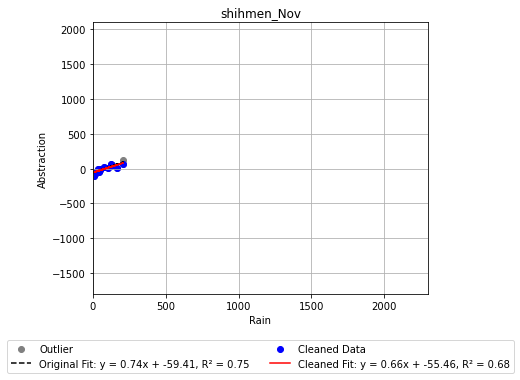 shihmen_Nov
2000
1500
1000
500
0
−500
−1000
−1500
Abstraction
0 500 1000 1500 2000
Rain
Outlier Cleaned Data
Original Fit: y = 0.74x + -59.41, R² = 0.75 Cleaned Fit: y = 0.66x + -55.46, R² = 0.68